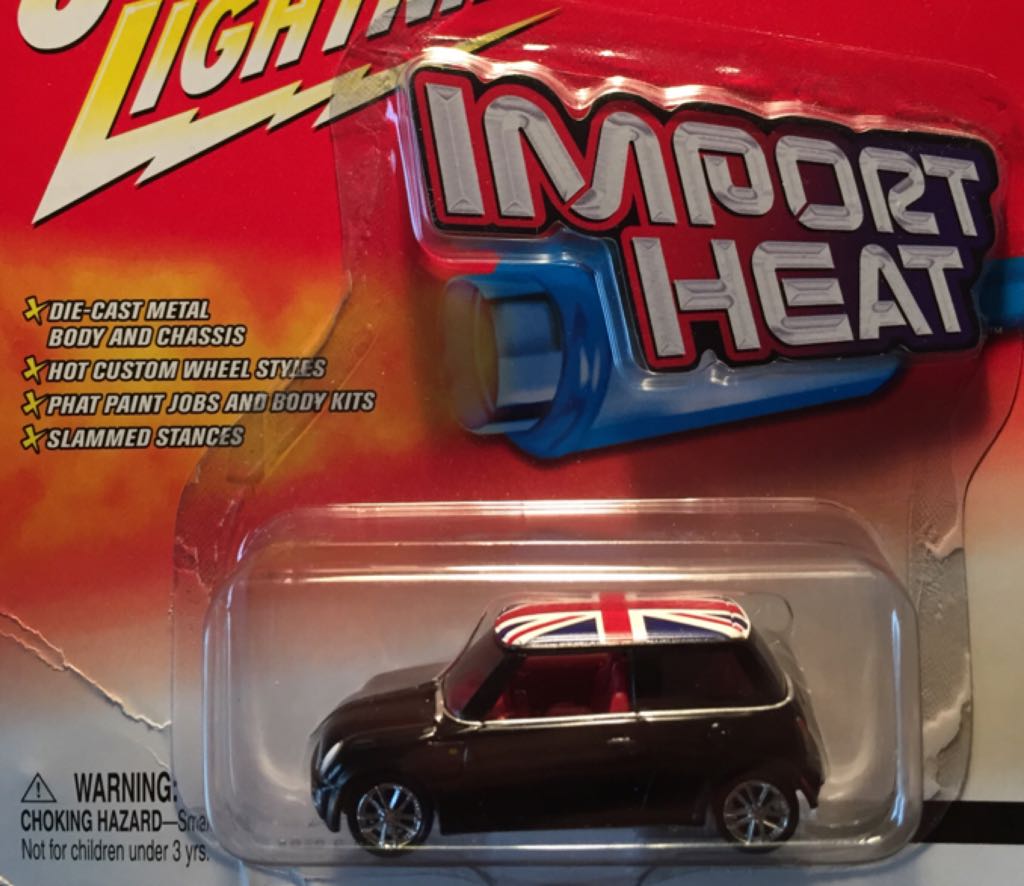 LIGHTN
IMPORT
HEAT
DIE-CAST METAL
BODY AND CHASSIS
HOT CUSTOM WHEEL STYLES
PHAT PAINT JOBS AND BODY KITS
SLAMMED STANCES
WARNING:
CHOKING HAZARD—Sma
Not for children under 3 yrs.